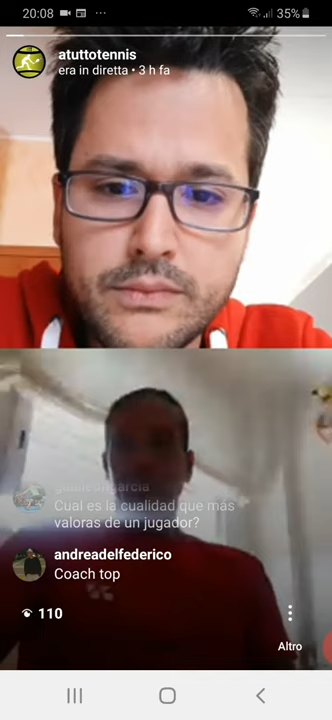 20:08
35%
atuttotennis
era in diretta • 3 h fa
Cual es la cualidad que más
valoras de un jugador?
andreadelfederico
Coach top
110
Altro